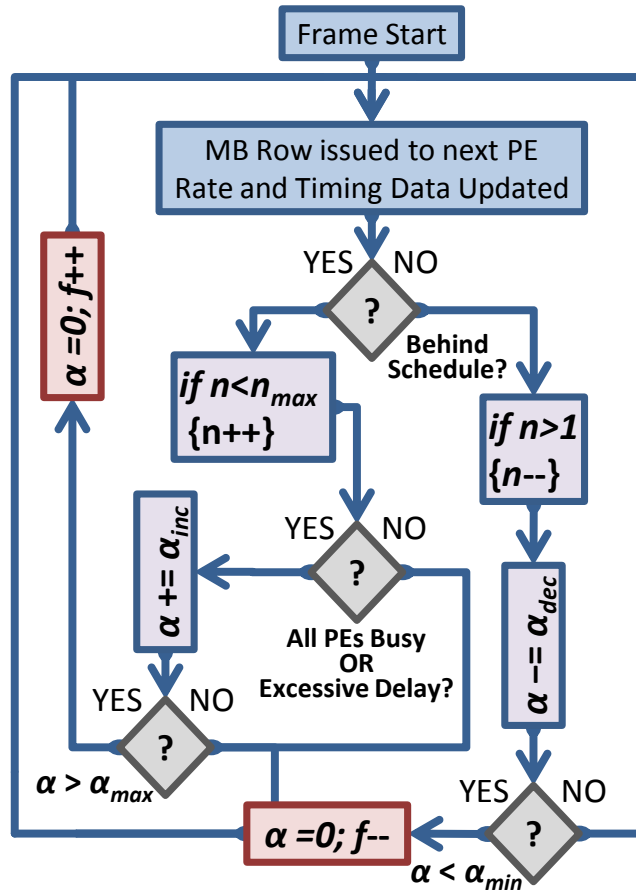 Frame Start
MB Row issued to next PE
Rate and Timing Data Updated
YES NO
?
Behind
Schedule?
α =0; f++
if n<nmax
{n++}
if n>1
{n--}
YES NO
?
All PEs Busy
OR
Excessive Delay?
α += αinc
α −= αdec
YES NO
?
α > αmax
α =0; f--
YES NO
?
α < αmin